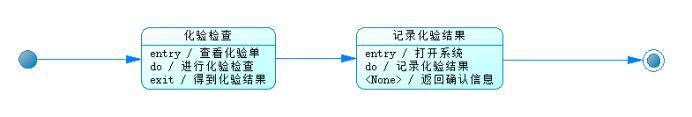 化验检查
entry / 查看化验单
do / 进行化验检查
exit / 得到化验结果
记录化验结果
entry / 打开系统
do / 记录化验结果
<None> / 返回确认信息